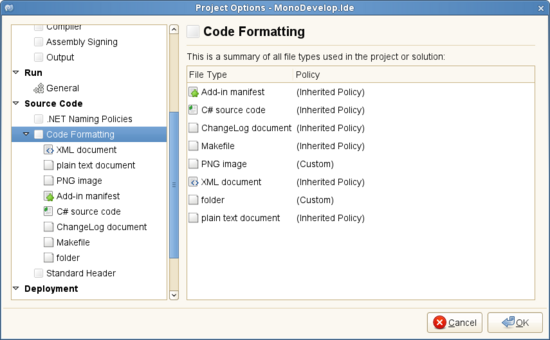 Project Options - MonoDevelop.Ide
Compiler
Assembly Signing
Output
Run
General
Source Code
.NET Naming Policies
Code Formatting
XML document
plain text document
PNG image
Add-in manifest
C# source code
ChangeLog document
Makefile
folder
Standard Header
Deployment
Code Formatting
This is a summary of all file types used in the project or solution:
File Type Policy
Add-in manifest (Inherited Policy)
C# source code (Inherited Policy)
ChangeLog document (Inherited Policy)
Makefile (Inherited Policy)
PNG image (Custom)
XML document (Inherited Policy)
folder (Custom)
plain text document (Inherited Policy)
Cancel OK